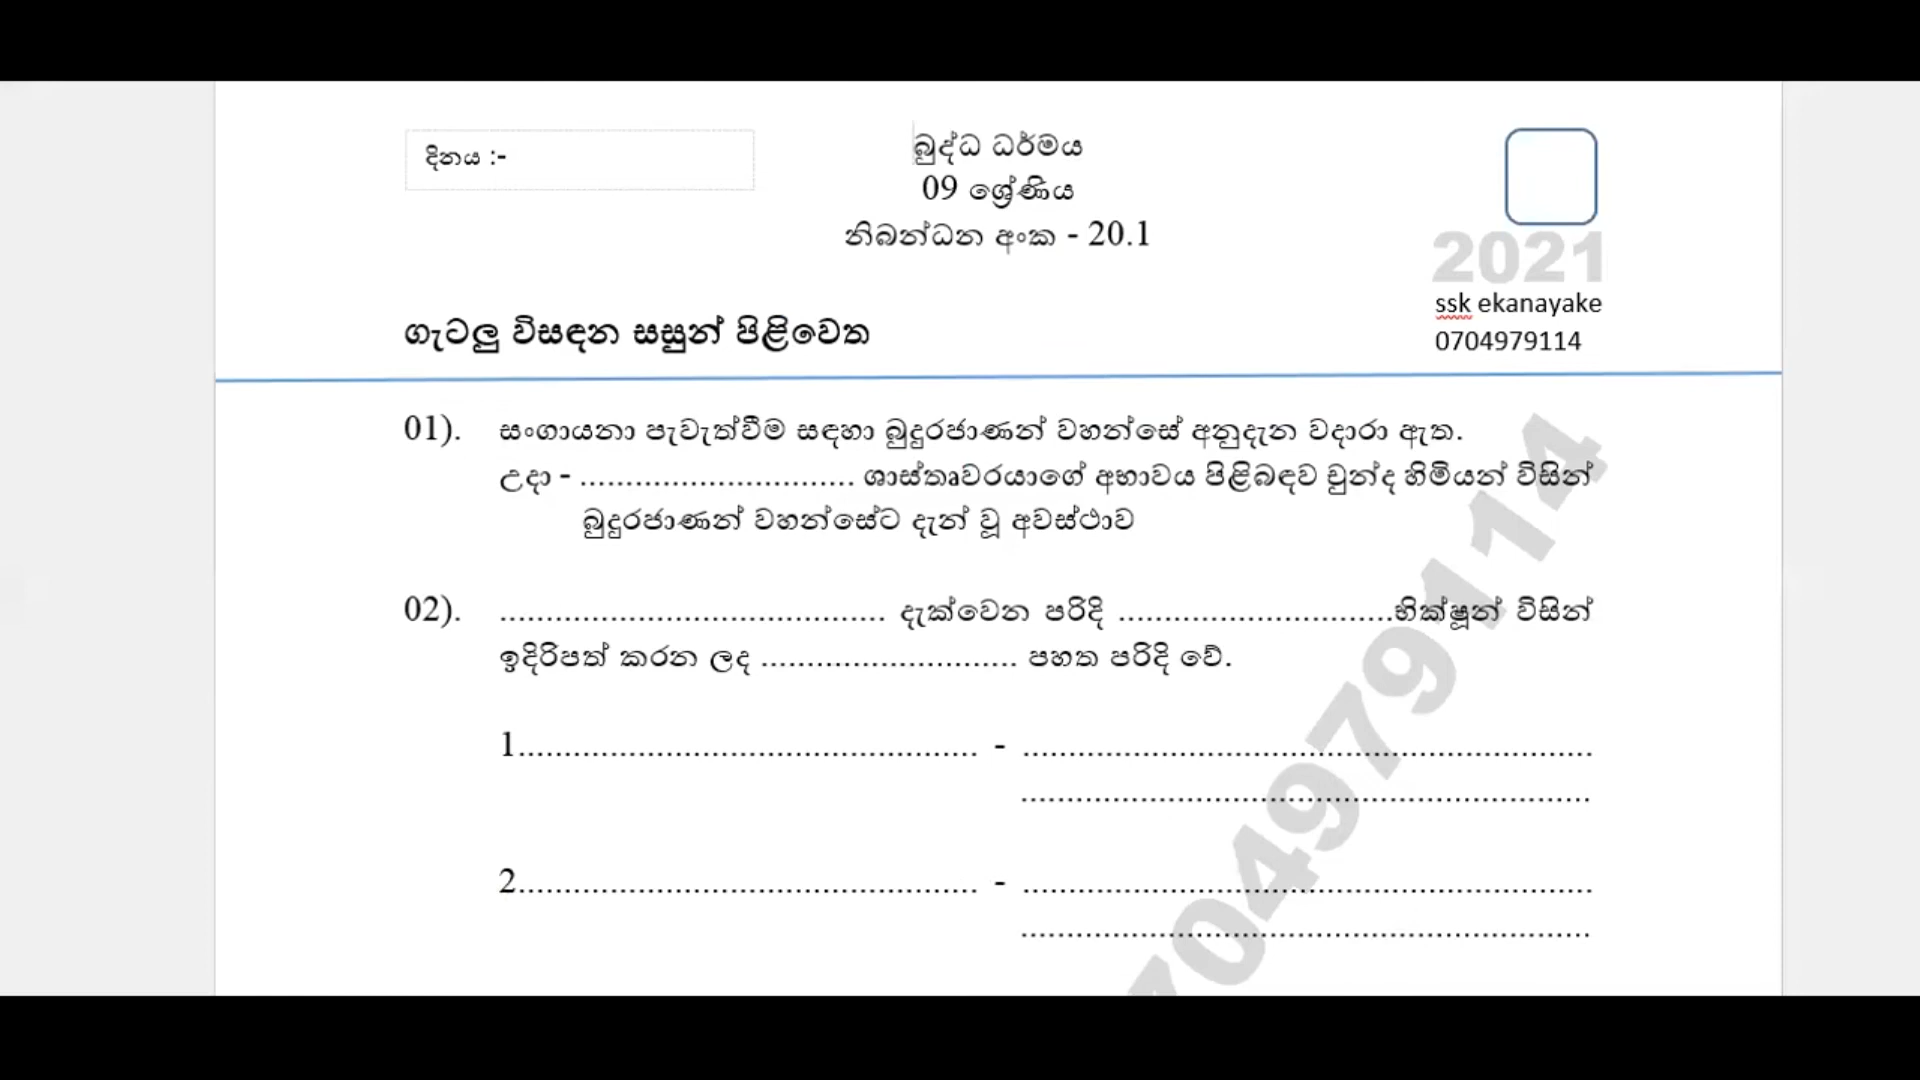 දිනය :-
බුද්ධ ධර්මය
09 ශ්‍රේණිය
නිබන්ධන අංක - 20.1
2021
ssk ekanayake
0704979114
ගැටලු විසඳන සසුන් පිළිවෙත
01). සංගායනා පැවැත්වීම සඳහා බුදුරජාණන් වහන්සේ අනුදැන වදාරා ඇත.
උදා - .............................. ශාස්තෘවරයාගේ අභාවය පිළිබඳව චුන්ද හිමියන් විසින්
බුදුරජාණන් වහන්සේට දැන් වූ අවස්ථාව
02). .......................................... දැක්වෙන පරිදි ..............................භික්ෂූන් විසින්
ඉදිරිපත් කරන ලද ............................ පහත පරිදි වේ.
1.................................................. - ..............................................................
..............................................................
2.................................................. - ..............................................................
..............................................................
0704979114